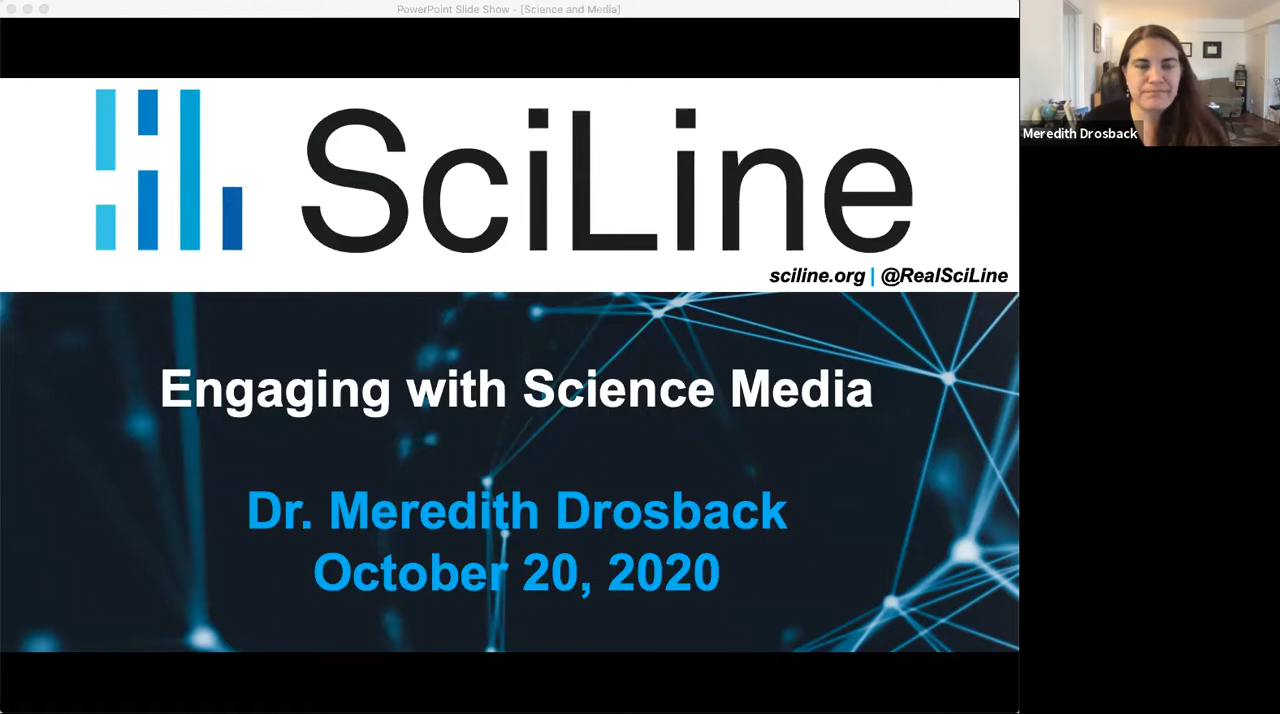 PowerPoint Slide Show - [Science and Media]
SciLine
sciline.org | @RealSciLine
Engaging with Science Media
Dr. Meredith Drosback
October 20, 2020
Meredith Drosback